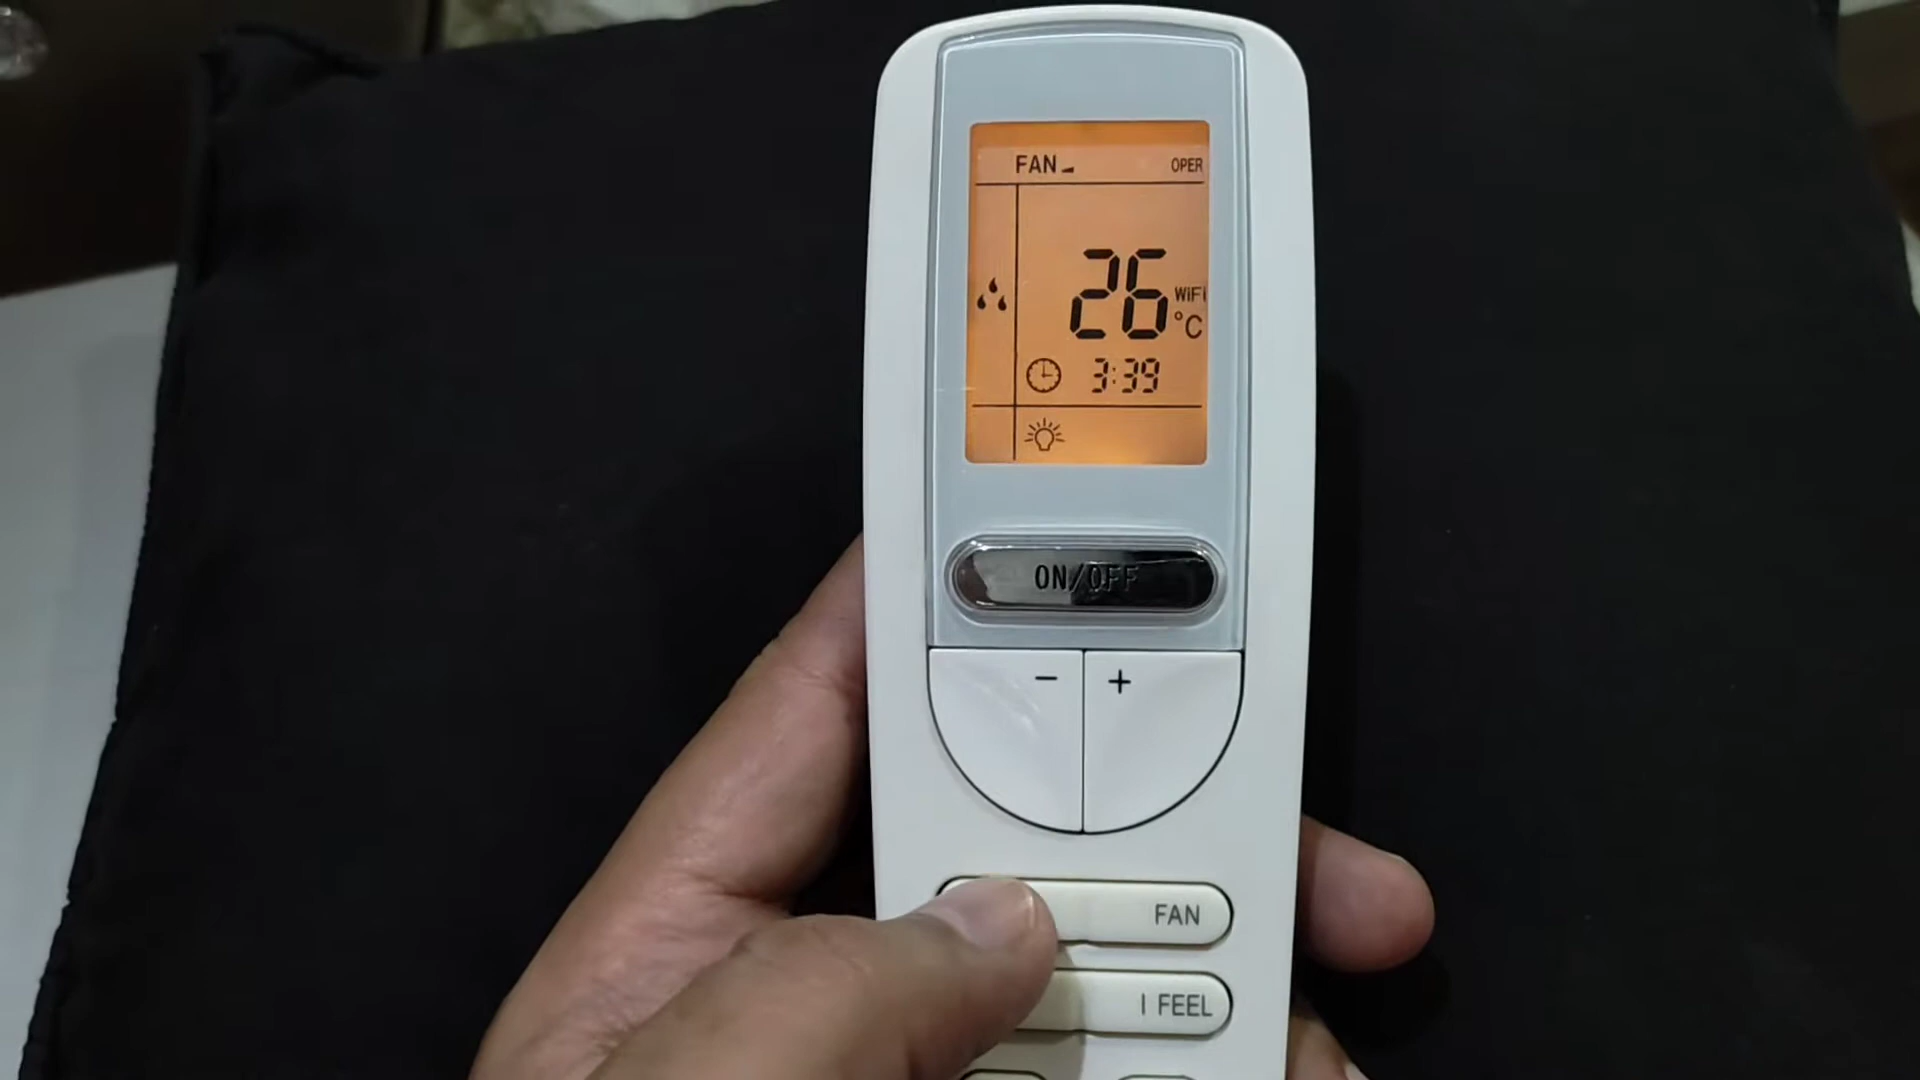 FAN OPER
26 WiFi
°C
3:39
ON/OFF
- +
FAN
I FEEL